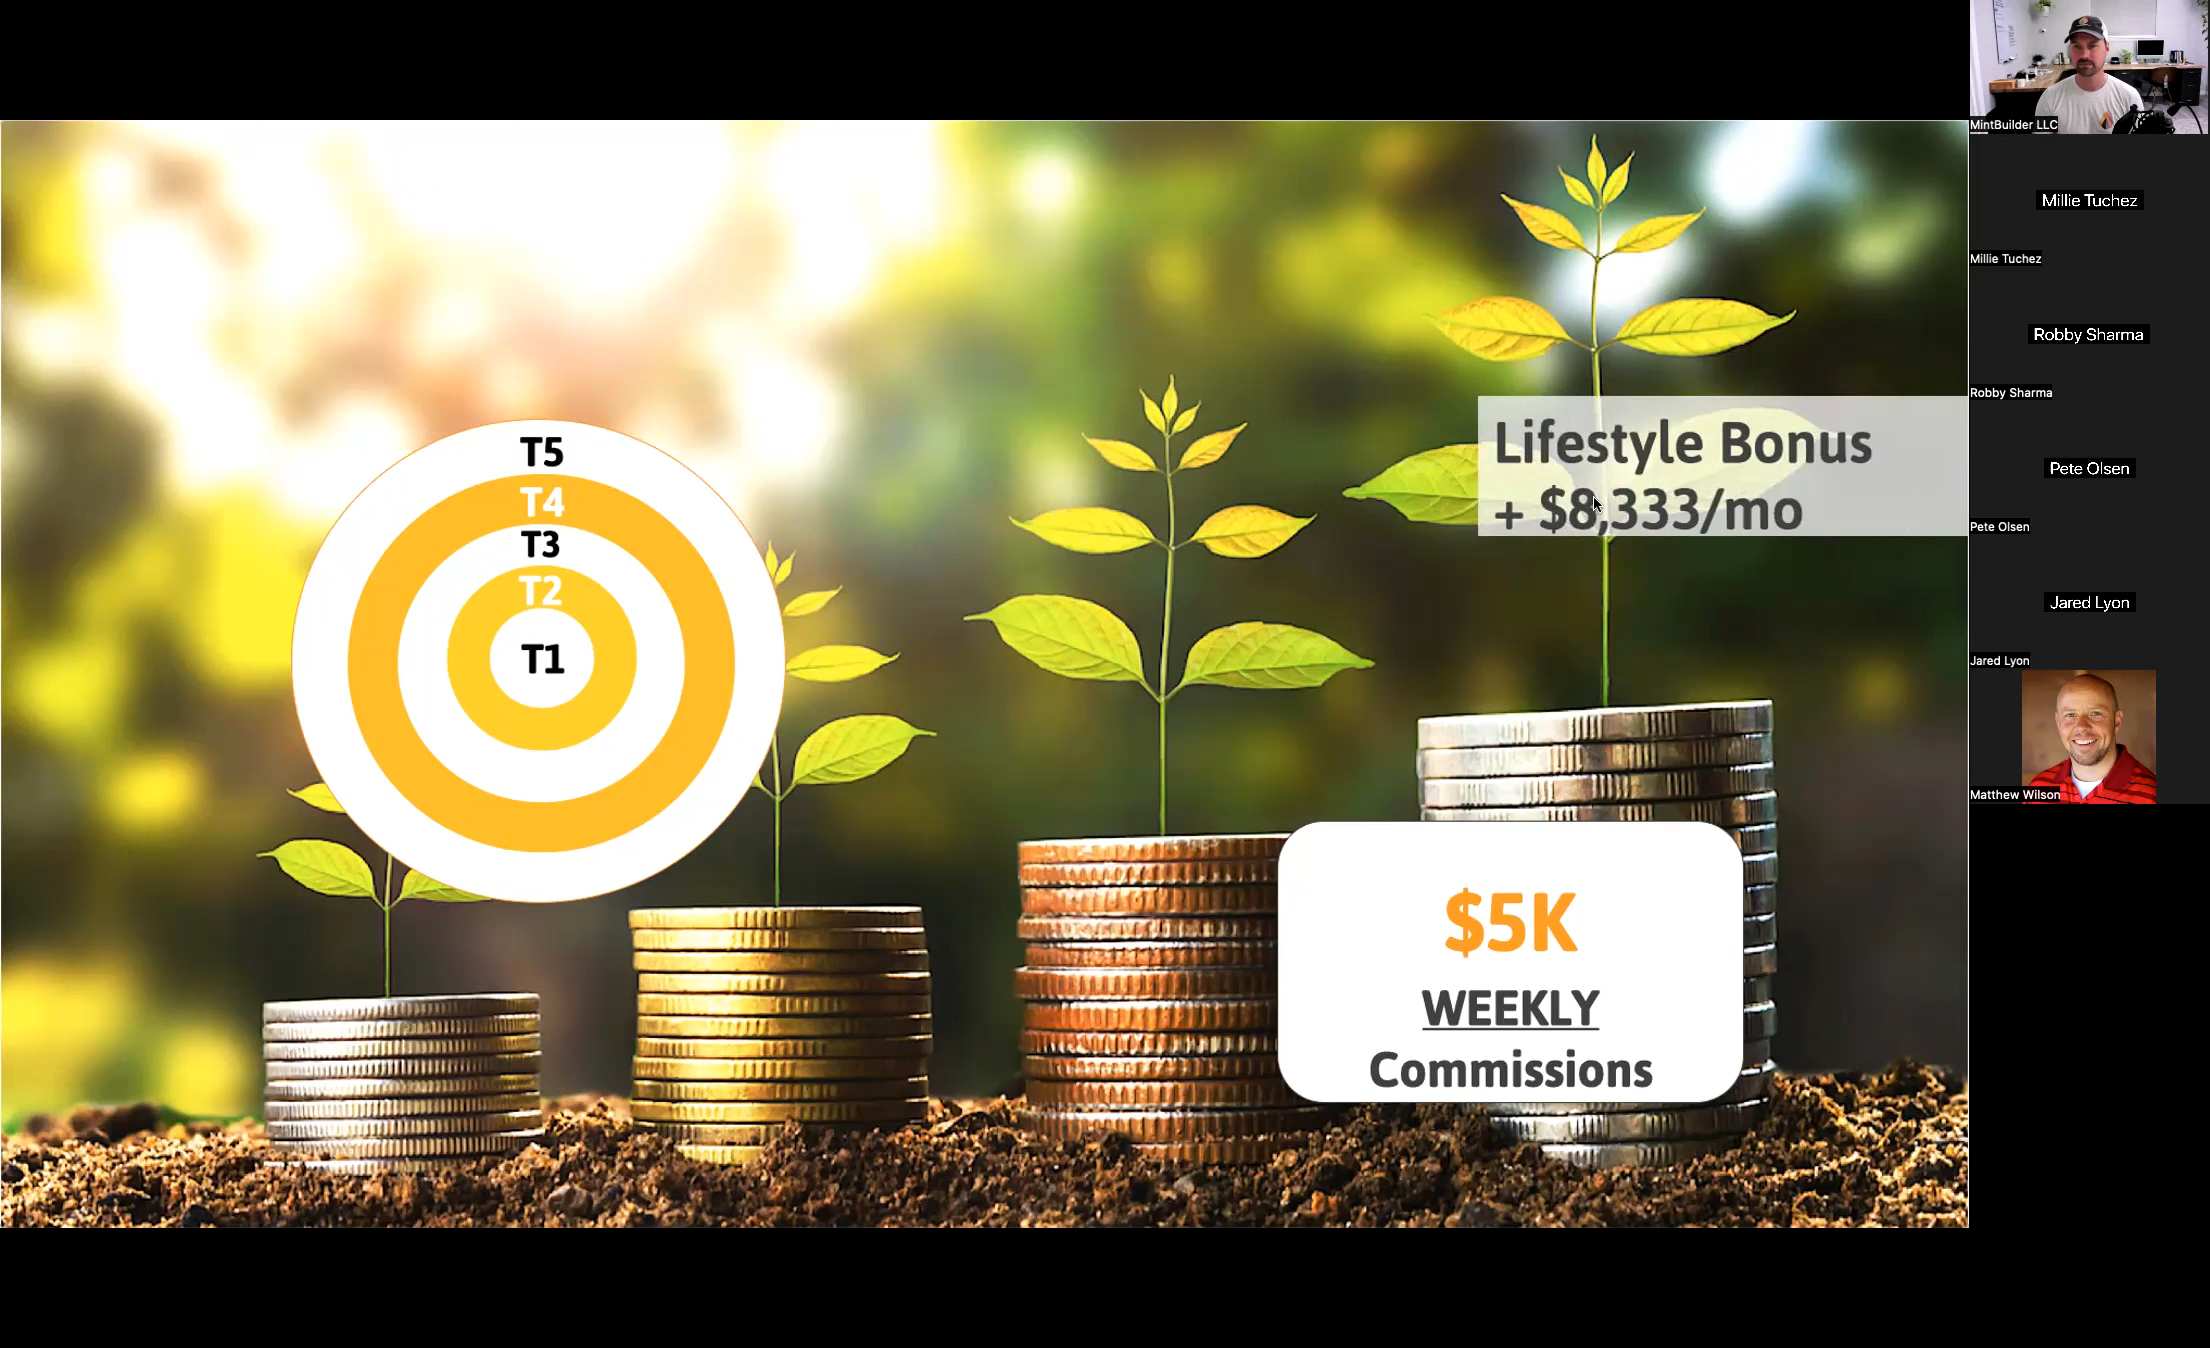 T5
T4
T3
T2
T1
Lifestyle Bonus
+ $8,333/mo
$5K
WEEKLY
Commissions
MintBuilder LLC
Millie Tuchez
Millie Tuchez
Robby Sharma
Robby Sharma
Pete Olsen
Pete Olsen
Jared Lyon
Jared Lyon
Matthew Wilson